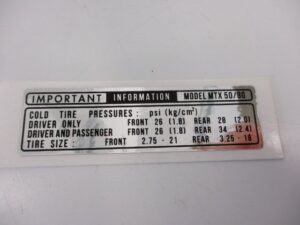 IMPORTANT INFORMATION MODEL MTX 50/80
COLD TIRE PRESSURES : psi (kg/cm²)
DRIVER ONLY FRONT 26 (1.8) REAR 28 (2.0)
DRIVER AND PASSENGER FRONT 26 (1.8) REAR 34 (2.4)
TIRE SIZE : FRONT 2.75 - 21 REAR 3.25 - 18